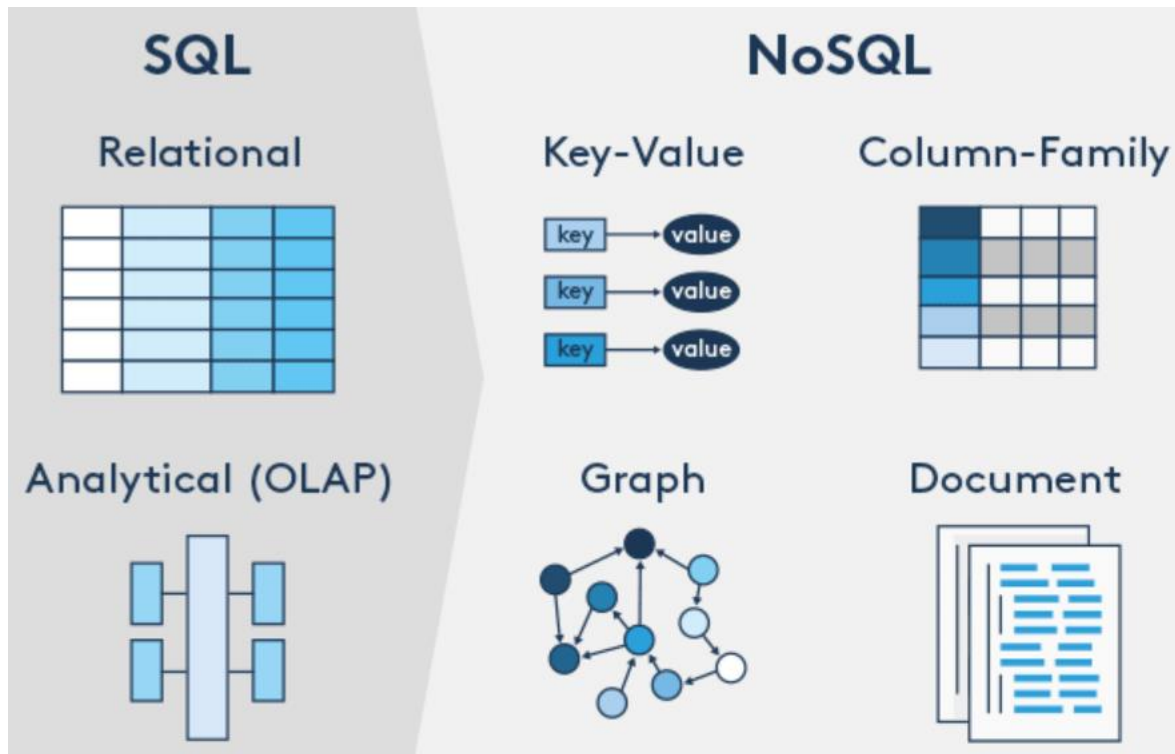 SQL
NoSQL
Relational
Key-Value
Column-Family
key
value
key
value
key
value
Analytical (OLAP)
Graph
Document